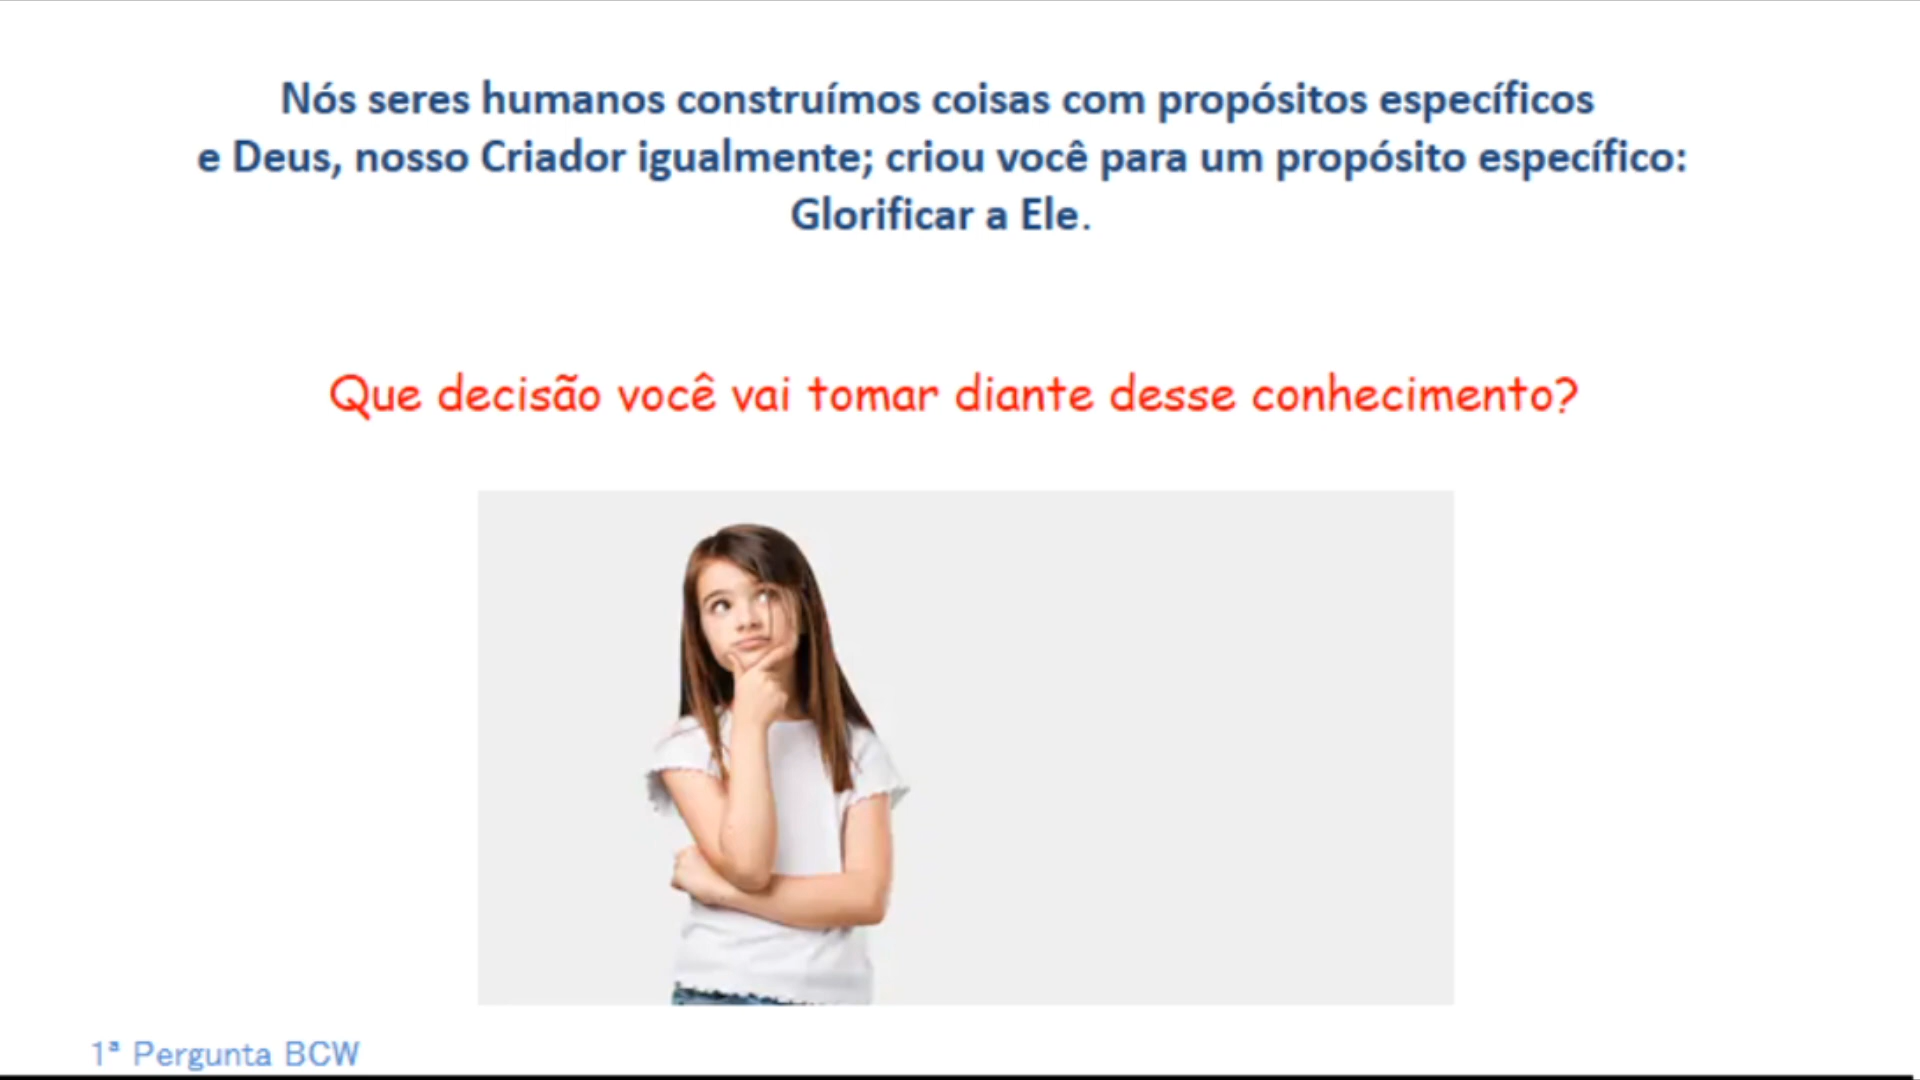 Nós seres humanos construímos coisas com propósitos específicos
e Deus, nosso Criador igualmente; criou você para um propósito específico:
Glorificar a Ele.
Que decisão você vai tomar diante desse conhecimento?
1ª Pergunta BCW